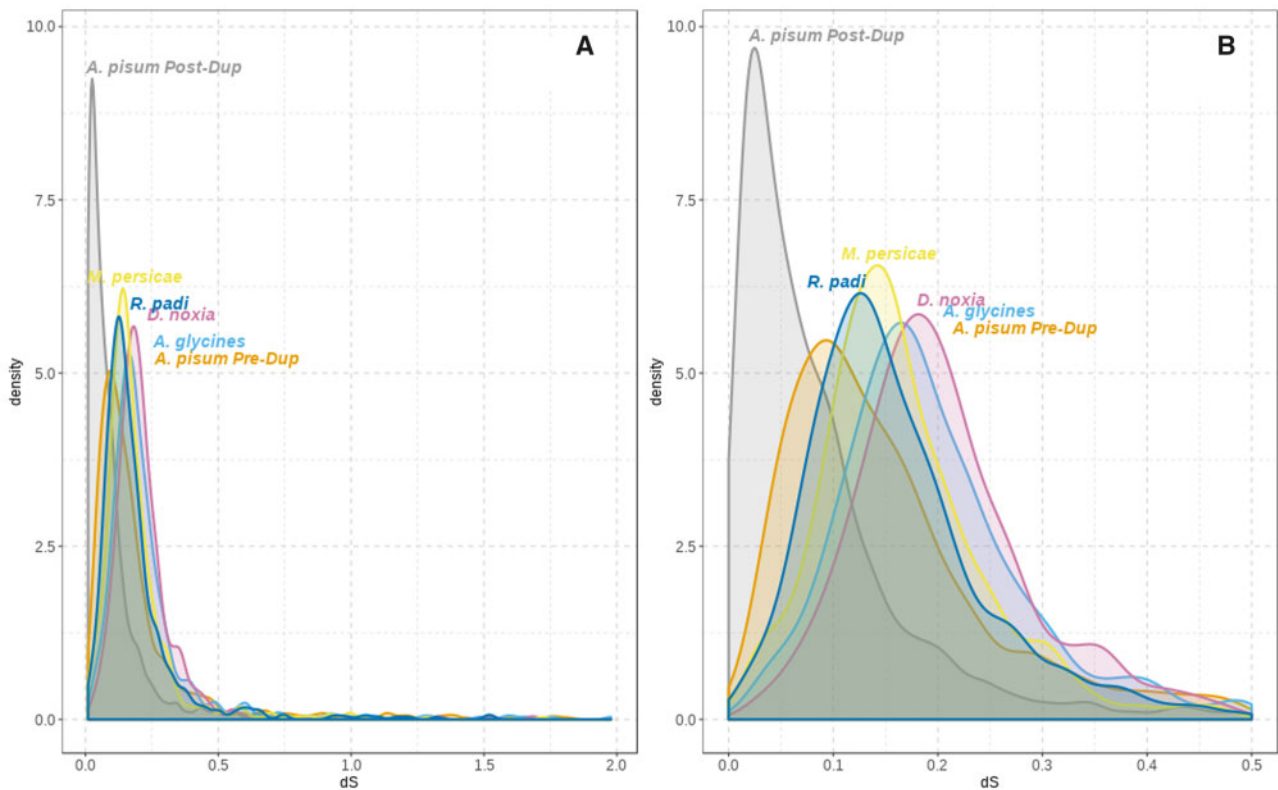 A
A. pisum Post-Dup
M. persicae
R. padi
D. noxia
A. glycines
A. pisum Pre-Dup
10.0
7.5
5.0
2.5
0.0
density
0.0 0.5 1.0 1.5 2.0
dS
B
A. pisum Post-Dup
M. persicae
R. padi
D. noxia
A. glycines
A. pisum Pre-Dup
10.0
7.5
5.0
2.5
0.0
density
0.0 0.1 0.2 0.3 0.4 0.5
dS